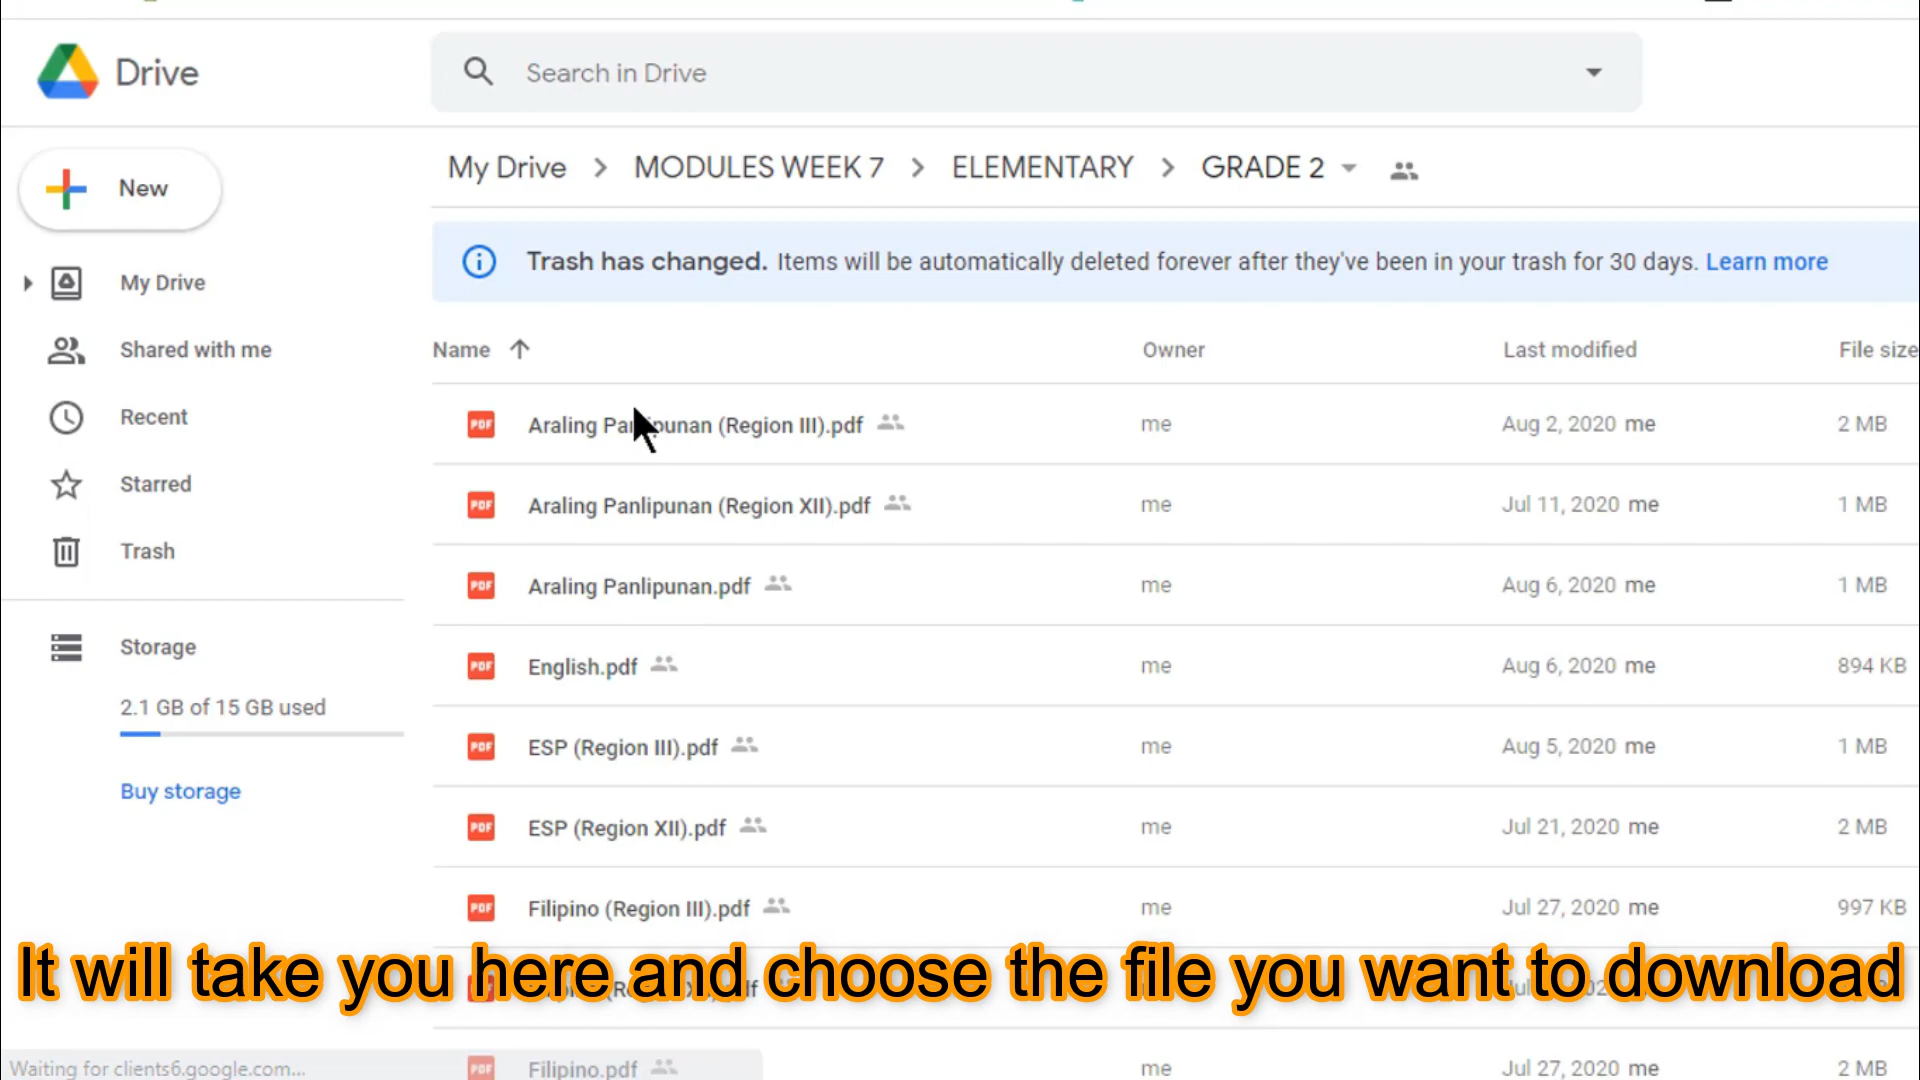 Drive
Search in Drive
New
My Drive
Shared with me
Recent
Starred
Trash
Storage
2.1 GB of 15 GB used
Buy storage
My Drive > MODULES WEEK 7 > ELEMENTARY > GRADE 2
Trash has changed. Items will be automatically deleted forever after they've been in your trash for 30 days. Learn more
Name Owner Last modified File size
PDF Araling Panlipunan (Region III).pdf me Aug 2, 2020 me 2 MB
PDF Araling Panlipunan (Region XII).pdf me Jul 11, 2020 me 1 MB
PDF Araling Panlipunan.pdf me Aug 6, 2020 me 1 MB
PDF English.pdf me Aug 6, 2020 me 894 KB
PDF ESP (Region III).pdf me Aug 5, 2020 me 1 MB
PDF ESP (Region XII).pdf me Jul 21, 2020 me 2 MB
PDF Filipino (Region III).pdf me Jul 27, 2020 me 997 KB
It will take you here and choose the file you want to download
PDF Filipino.pdf me Jul 27, 2020 me 2 MB
Waiting for clients6.google.com...